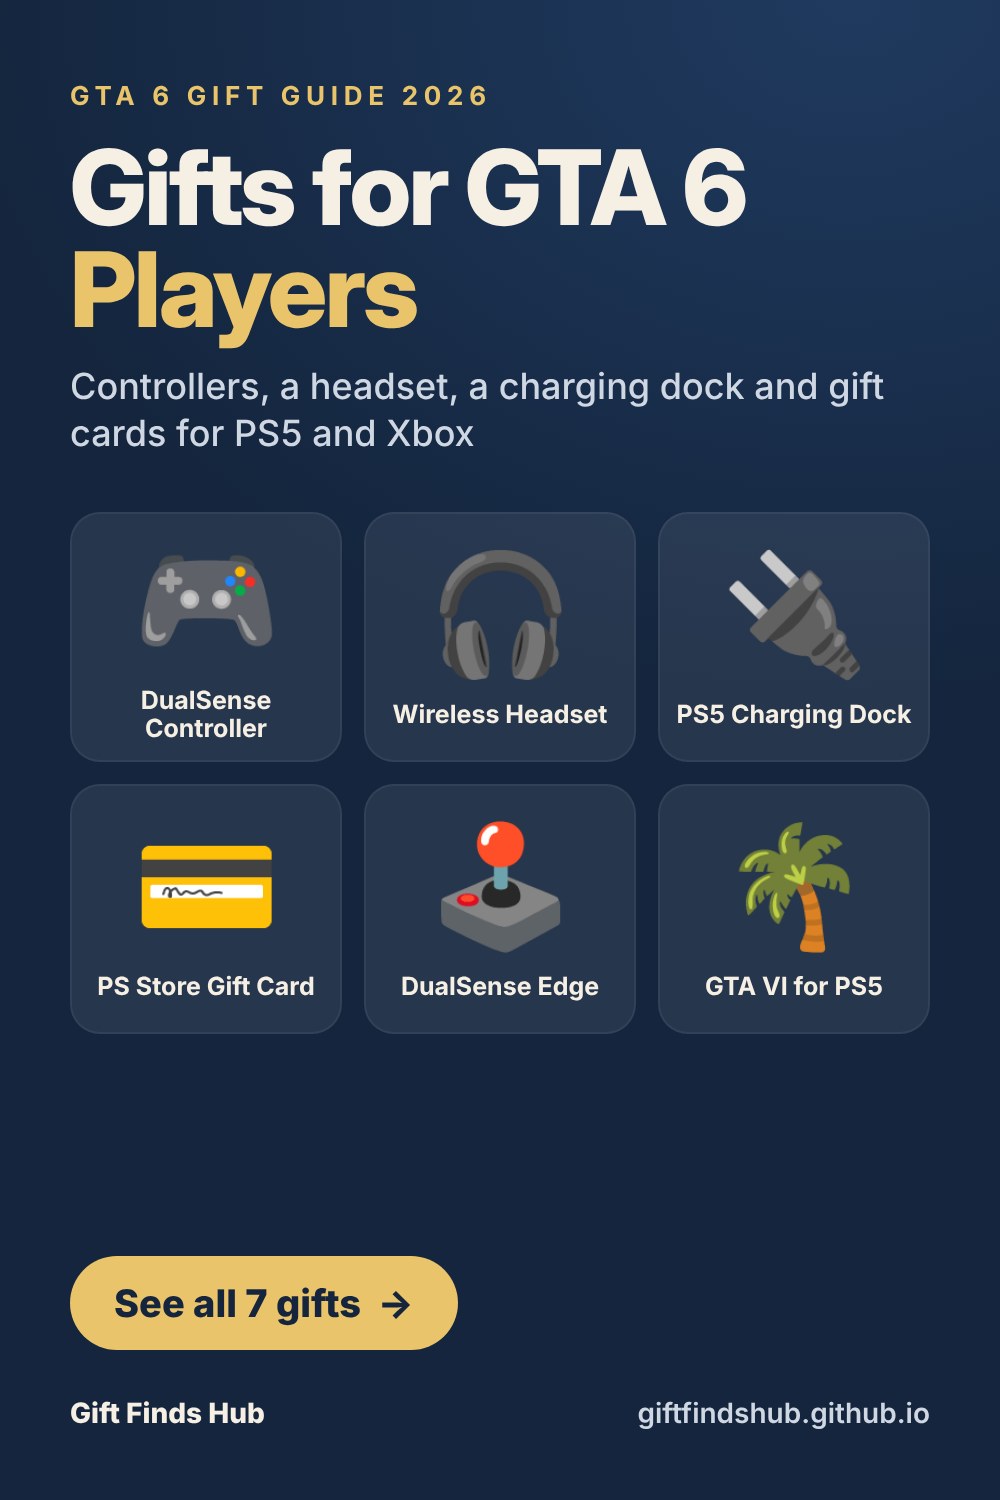 GTA 6 GIFT GUIDE 2026
Gifts for GTA 6
Players
Controllers, a headset, a charging dock and gift
cards for PS5 and Xbox
DualSense
Controller
Wireless Headset
PS5 Charging Dock
PS Store Gift Card
DualSense Edge
GTA VI for PS5
See all 7 gifts →
Gift Finds Hub
giftfindshub.github.io